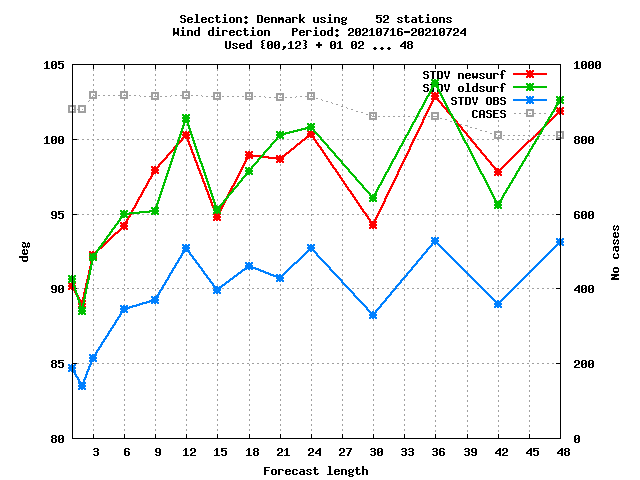 Selection: Denmark using    52 stations
Wind direction   Period: 20210716-20210724
Used {00,12} + 01 02 ... 48
105
100
95
90
85
80
deg
1000
800
600
400
200
0
No cases
STDV newsurf
STDV oldsurf
STDV OBS
CASES
3 6 9 12 15 18 21 24 27 30 33 36 39 42 45 48
Forecast length